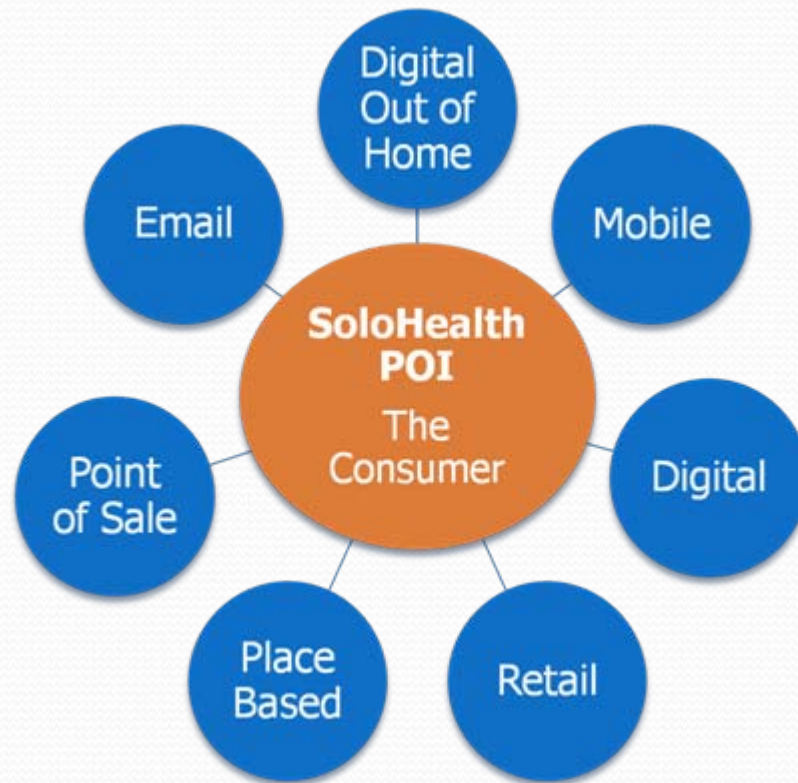 Digital
Out of
Home
Email
Mobile
SoloHealth
POI
The
Consumer
Point
of Sale
Digital
Place
Based
Retail